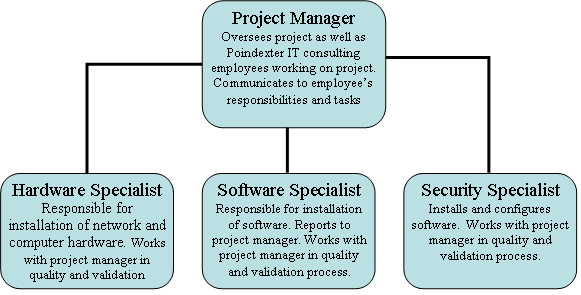 Project Manager
Oversees project as well as
Poindexter IT consulting
employees working on project.
Communicates to employee's
responsibilities and tasks
Hardware Specialist
Responsible for
installation of network and
computer hardware. Works
with project manager in
quality and validation
Software Specialist
Responsible for installation
of software. Reports to
project manager. Works with
project manager in quality
and validation process.
Security Specialist
Installs and configures
software. Works with project
manager in quality and
validation process.